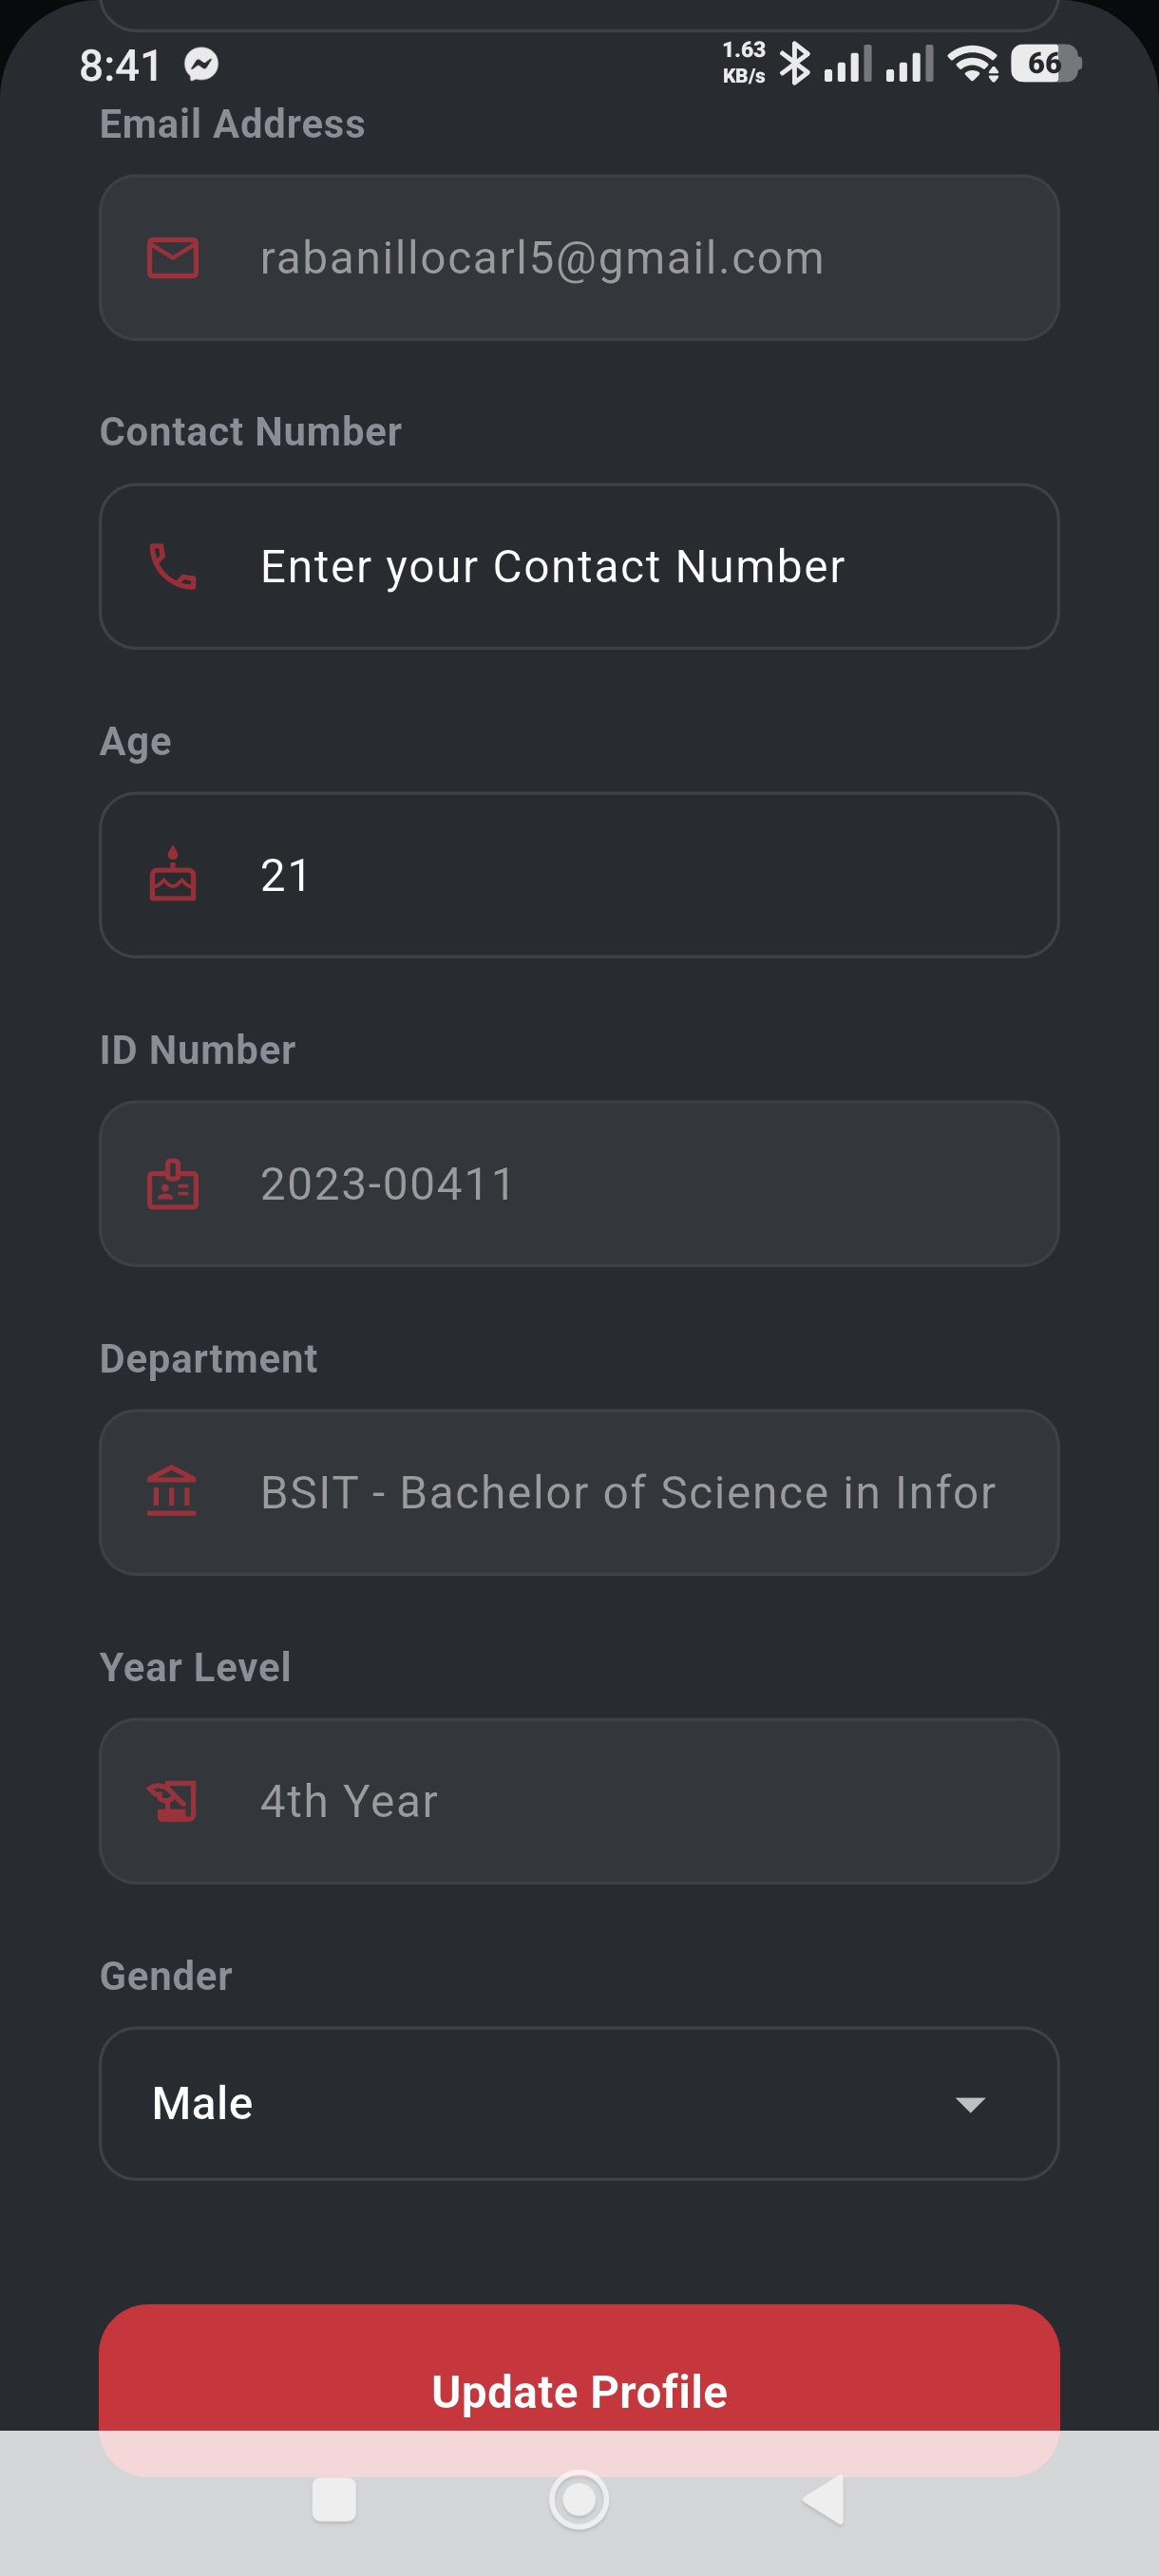 8:41
1.63
KB/s
66
Email Address
rabanillocarl5@gmail.com
Contact Number
Enter your Contact Number
Age
21
ID Number
2023-00411
Department
BSIT - Bachelor of Science in Infor
Year Level
4th Year
Gender
Male
Update Profile